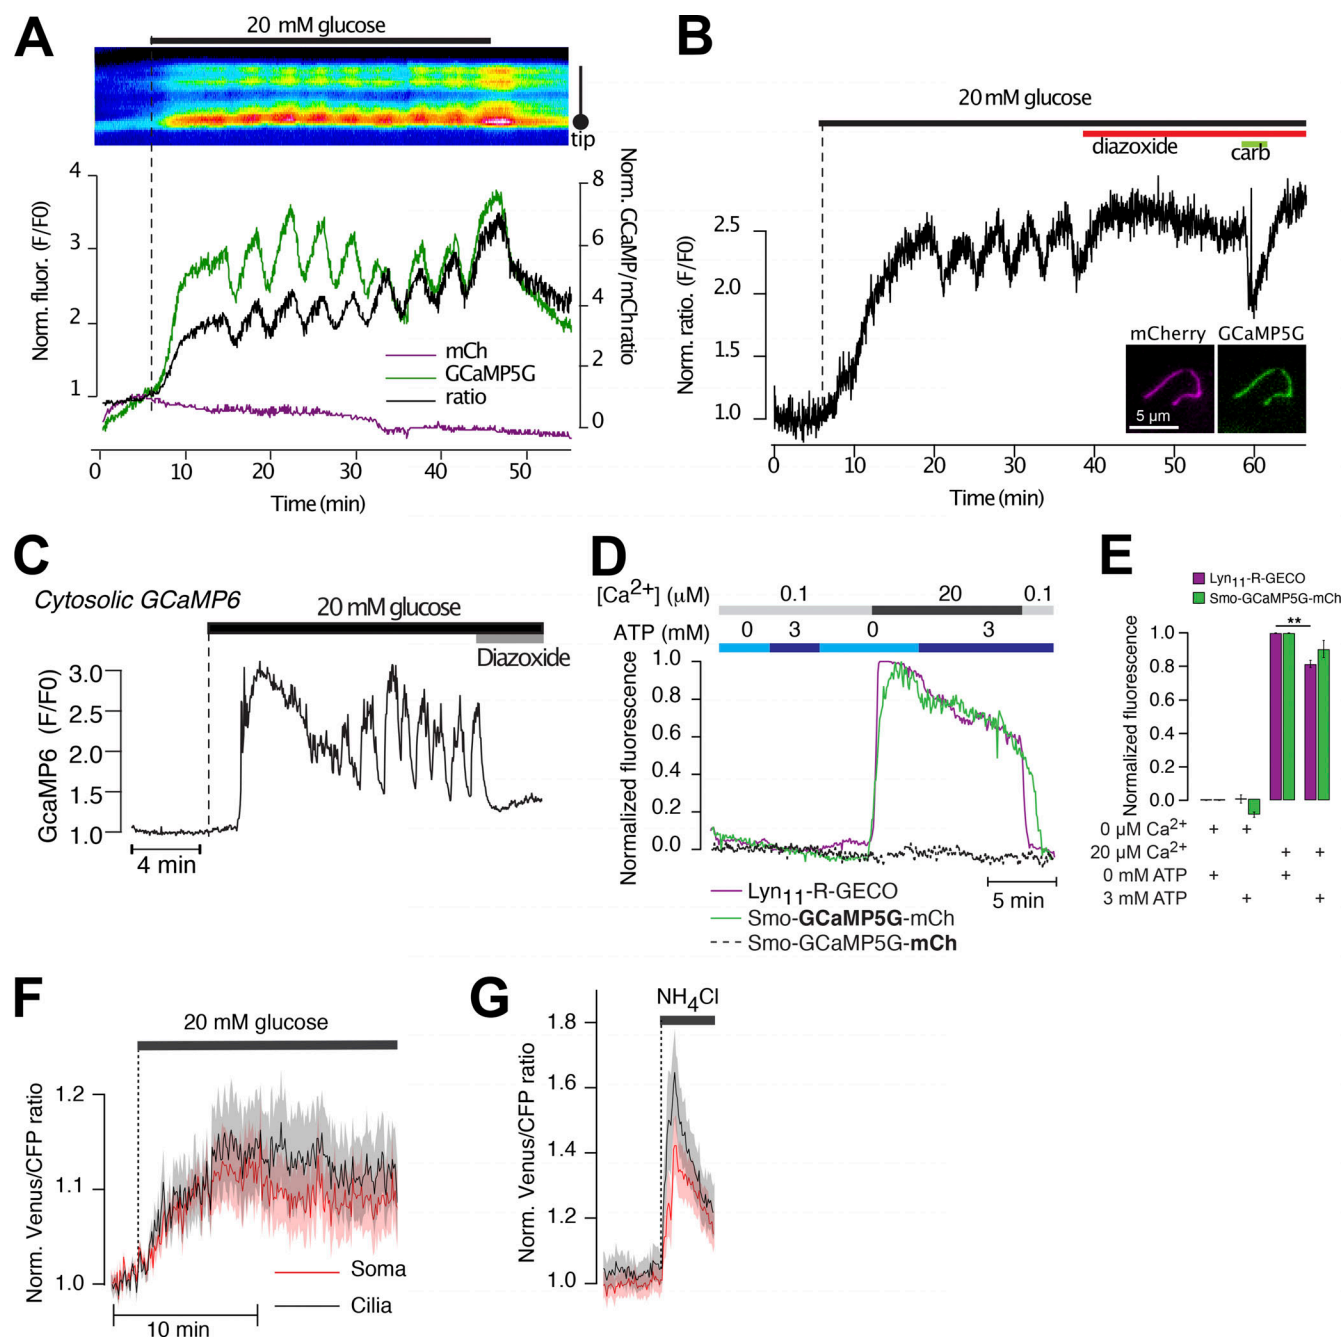 A
20 mM glucose
tip
Norm. fluor. (F/F0)
4
3
2
1
8
6
4
2
0
Norm. GCaMP/mChratio
mCh
GCaMP5G
ratio
0
10
20
30
40
50
Time (min)
B
20 mM glucose
diazoxide
carb
Norm. ratio. (F/F0)
2.5
2.0
1.5
1.0
mCherry
GCaMP5G
5 µm
0
10
20
30
40
50
60
Time (min)
C
Cytosolic GCaMP6
20 mM glucose
Diazoxide
GcaMP6 (F/F0)
3.0
2.5
2.0
1.5
1.0
4 min
D
[Ca2+] (µM)
0.1
20
0.1
ATP (mM)
0
3
0
3
Normalized fluorescence
1.0
0.8
0.6
0.4
0.2
0.0
5 min
Lyn11-R-GECO
Smo-GCaMP5G-mCh
Smo-GCaMP5G-mCh
E
Lyn11-R-GECO
Smo-GCaMP5G-mCh
Normalized fluorescence
**
1.0
0.8
0.6
0.4
0.2
0.0
0 µM Ca2+ + +
20 µM Ca2+ + +
0 mM ATP + +
3 mM ATP + +
F
20 mM glucose
Norm. Venus/CFP ratio
1.2
1.1
1.0
Soma
Cilia
10 min
G
NH4Cl
Norm. Venus/CFP ratio
1.8
1.6
1.4
1.2
1.0